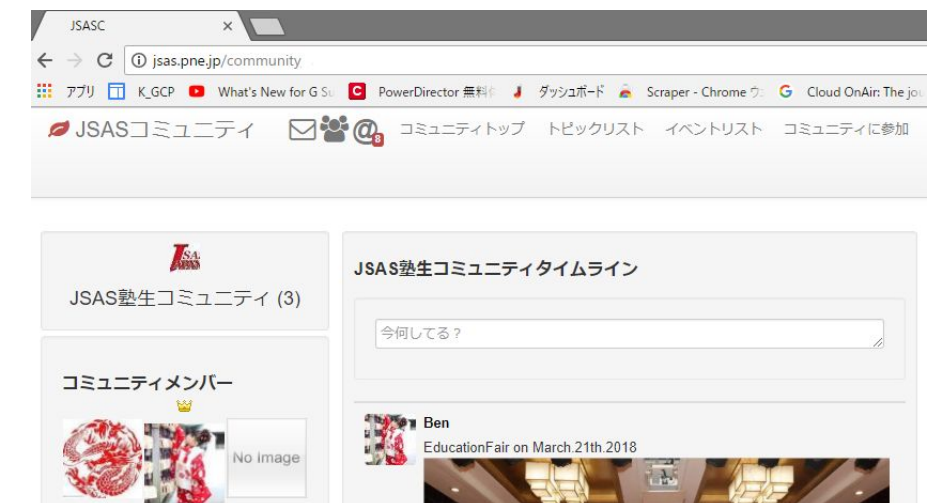 JSASC
jsas.pne.jp/community
アプリ K_GCP What's New for G Su PowerDirector 無料 ダッシュボード Scraper - Chrome ウ Cloud OnAir: The jou
JSASコミュニティ @ 8 コミュニティトップ トピックリスト イベントリスト コミュニティに参加
JSAS塾生コミュニティ (3)
コミュニティメンバー
No image
JSAS塾生コミュニティタイムライン
今何してる？
Ben
EducationFair on March.21th.2018